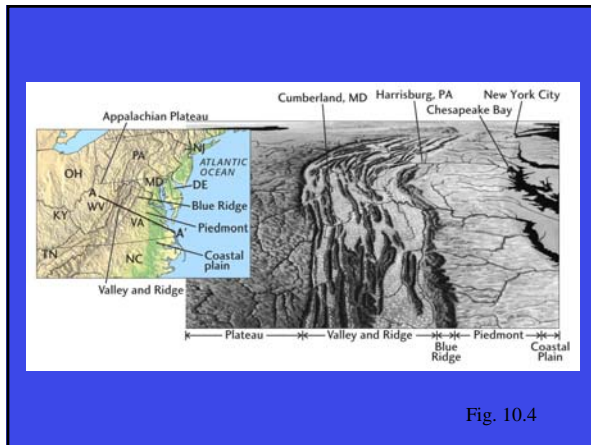 Cumberland, MD
Harrisburg, PA
New York City
Chesapeake Bay
Appalachian Plateau
NJ
PA
ATLANTIC
OCEAN
OH
MD
DE
A
WV
Blue Ridge
KY
VA
A'
Piedmont
Coastal
plain
TN
NC
Valley and Ridge
Plateau
Valley and Ridge
Blue
Ridge
Piedmont
Coastal
Plain
Fig. 10.4